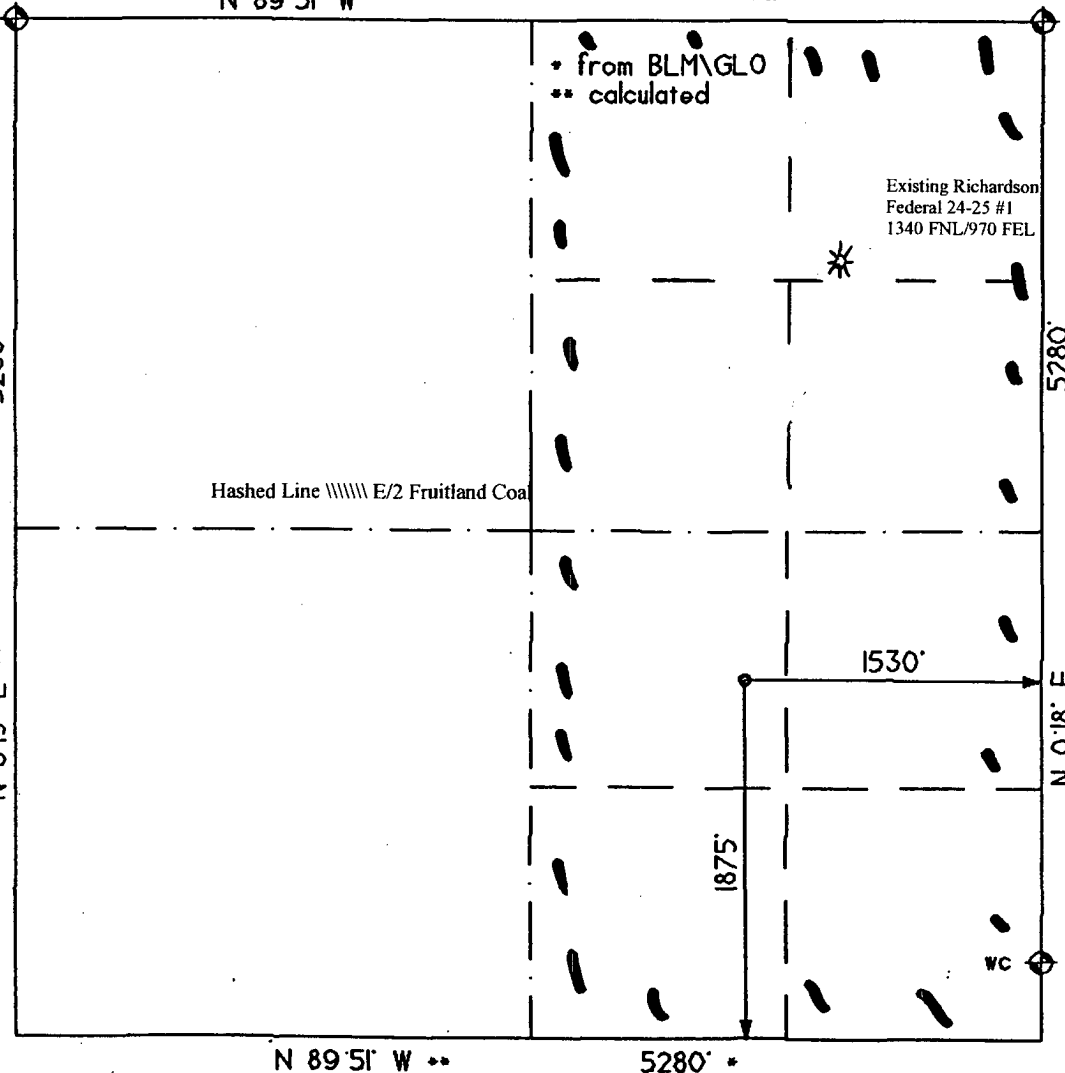 N 89°51' W
* from BLM\GLO
** calculated
Existing Richardson
Federal 24-25 #1
1340 FNL/970 FEL
5280'
Hashed Line \\\\\\\ E/2 Fruitland Coal
1530'
N 0°18' E
1875'
WC
N 89°51' W **
5280' *